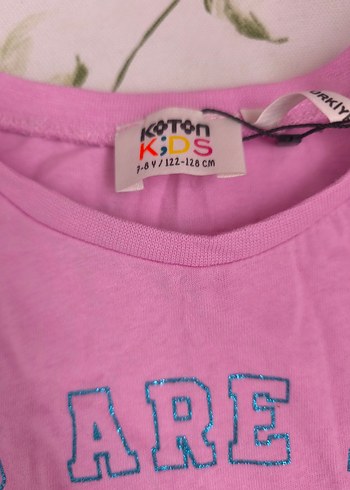 KOTON
KiDS
7-8 Y / 122-128 CM
ARE